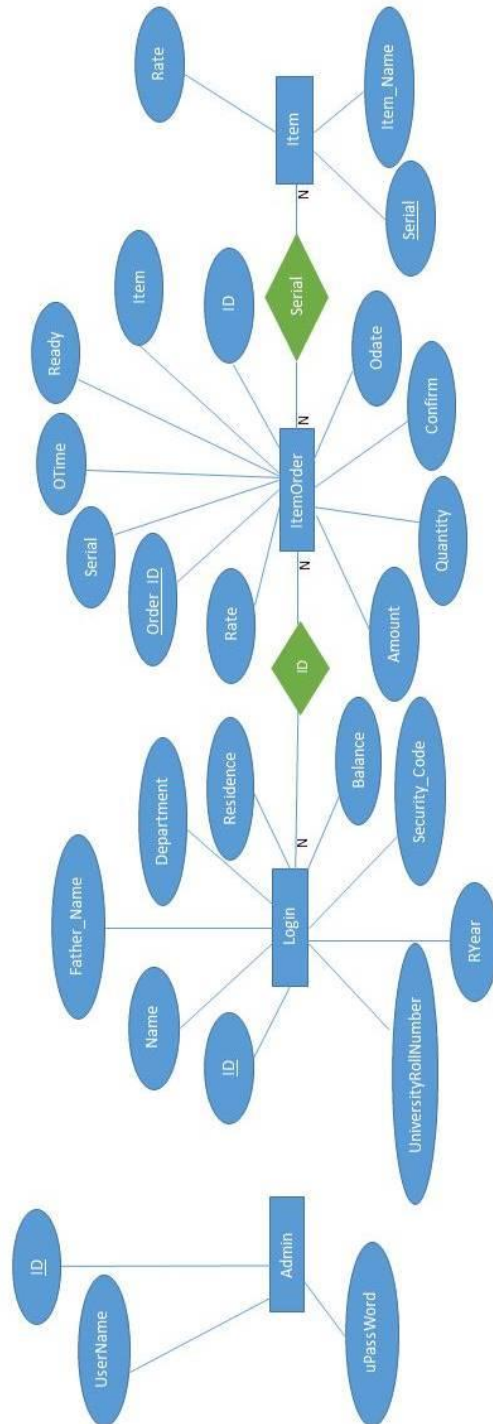 ID
UserName
Admin
uPassWord
Father_Name
Name
Department
ID
Residence
Login
N
Balance
Security_Code
UniversityRollNumber
RYear
ID
Ready
OTime
Serial
Item
Order_ID
ID
Rate
N
ItemOrder
N
Odate
Confirm
Amount
Quantity
Serial
Rate
N
Item
Item_Name
Serial